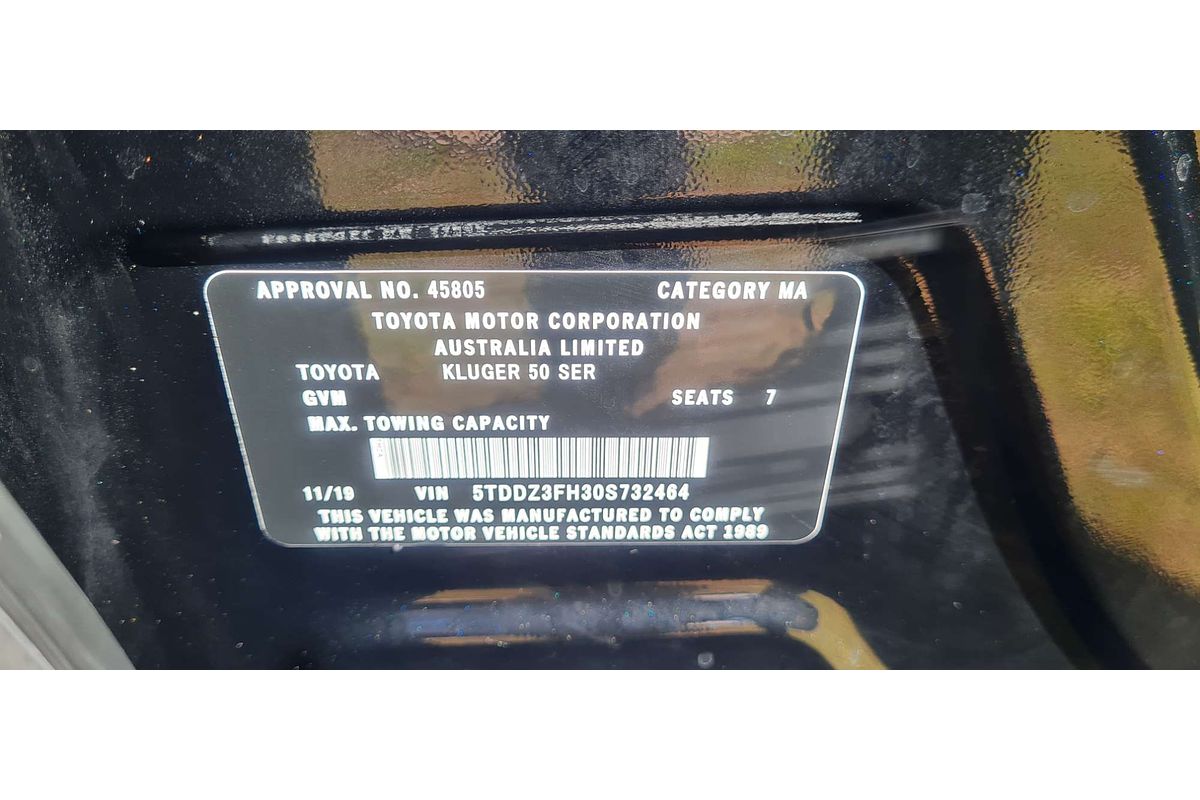 APPROVAL NO. 45805 CATEGORY MA
TOYOTA MOTOR CORPORATION
AUSTRALIA LIMITED
TOYOTA KLUGER 50 SER
GVM SEATS 7
MAX. TOWING CAPACITY
11/19 VIN 5TDDZ3FH30S732464
THIS VEHICLE WAS MANUFACTURED TO COMPLY
WITH THE MOTOR VEHICLE STANDARDS ACT 1989